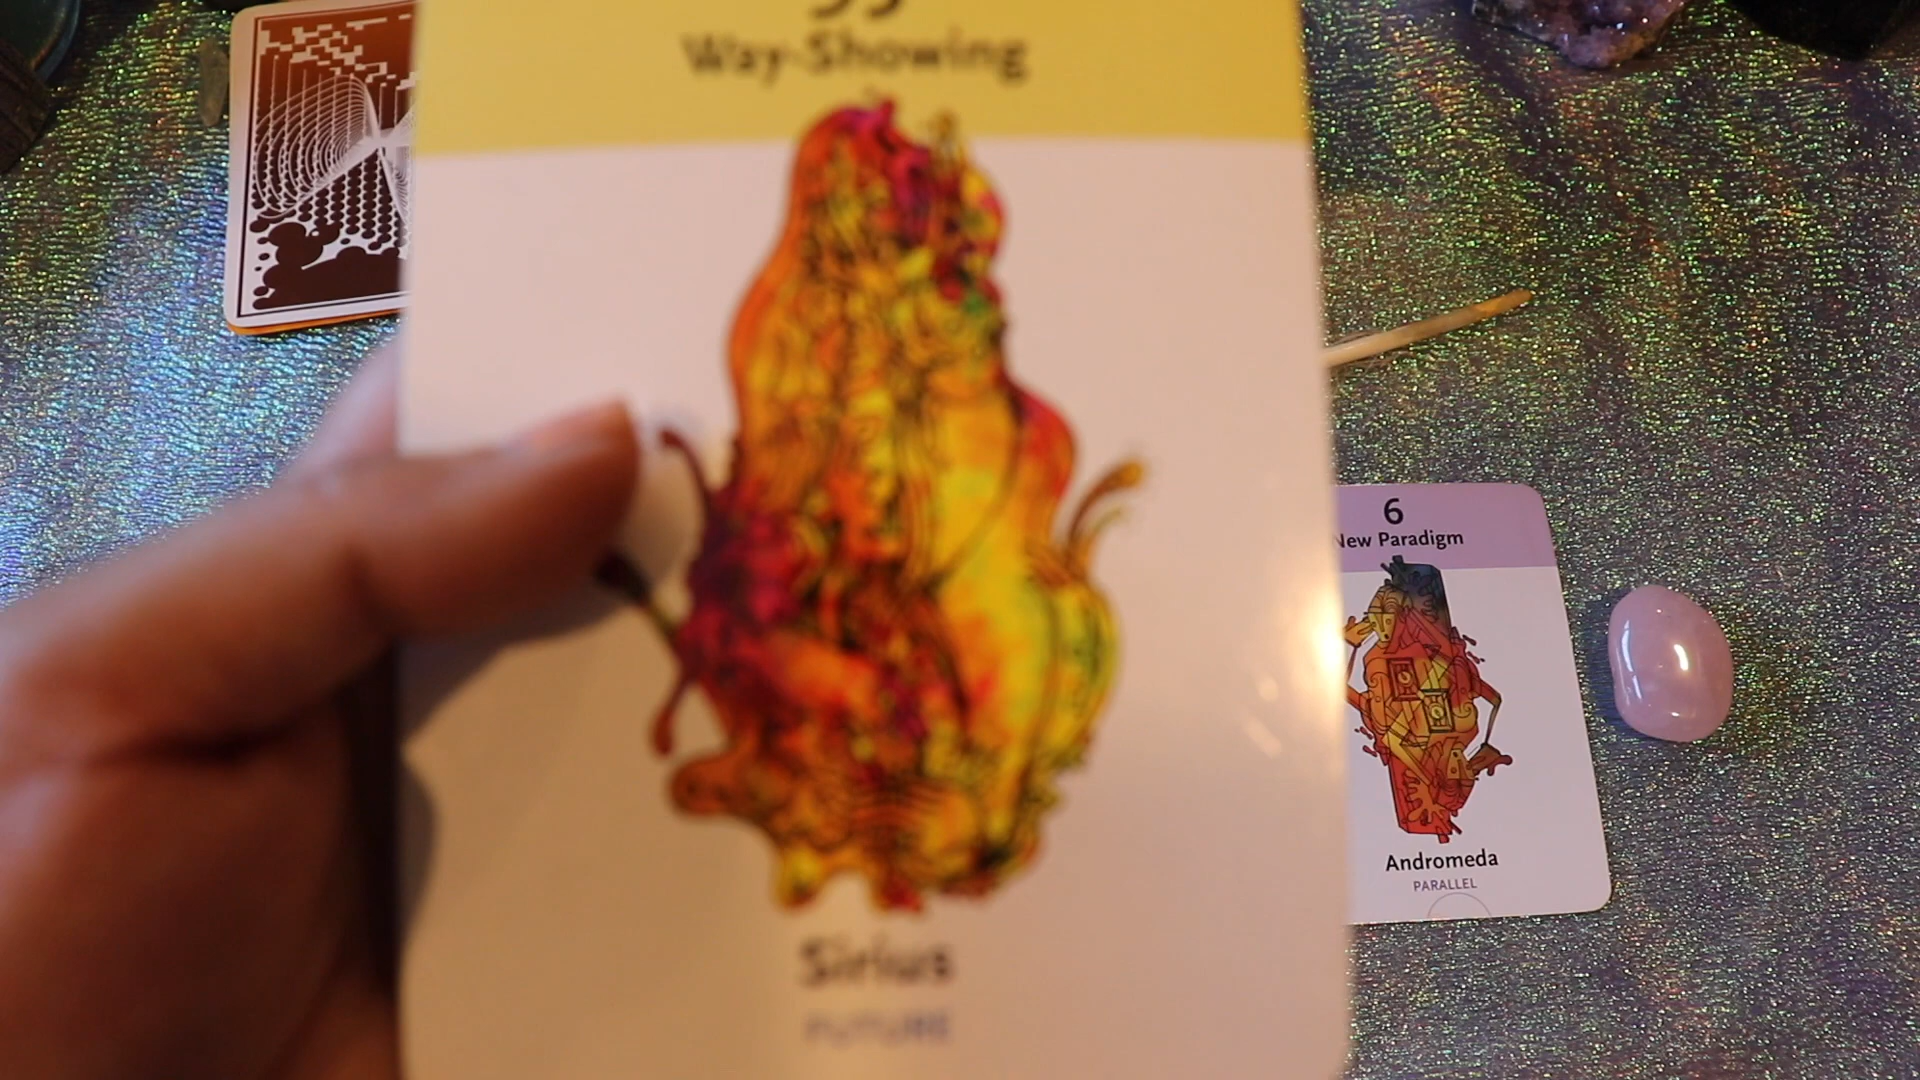 Way-Showing
Sirius
FUTURE
6
New Paradigm
Andromeda
PARALLEL